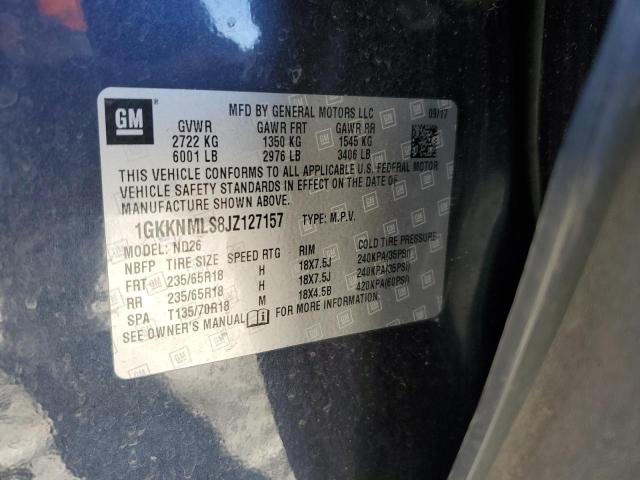 GM
MFD BY GENERAL MOTORS LLC 09/17
GVWR GAWR FRT GAWR RR
2722 KG 1350 KG 1545 KG
6001 LB 2976 LB 3406 LB
THIS VEHICLE CONFORMS TO ALL APPLICABLE U.S. FEDERAL MOTOR
VEHICLE SAFETY STANDARDS IN EFFECT ON THE DATE OF
MANUFACTURE SHOWN ABOVE.
1GKKNMLS8JZ127157 TYPE: M.P.V.
MODEL: ND26
NBFP TIRE SIZE SPEED RTG RIM COLD TIRE PRESSURE
FRT 235/65R18 H 18X7.5J 240KPA/(35PSI)
RR 235/65R18 H 18X7.5J 240KPA/(35PSI)
SPA T135/70R18 M 18X4.5B 420KPA/(60PSI)
SEE OWNER'S MANUAL FOR MORE INFORMATION.